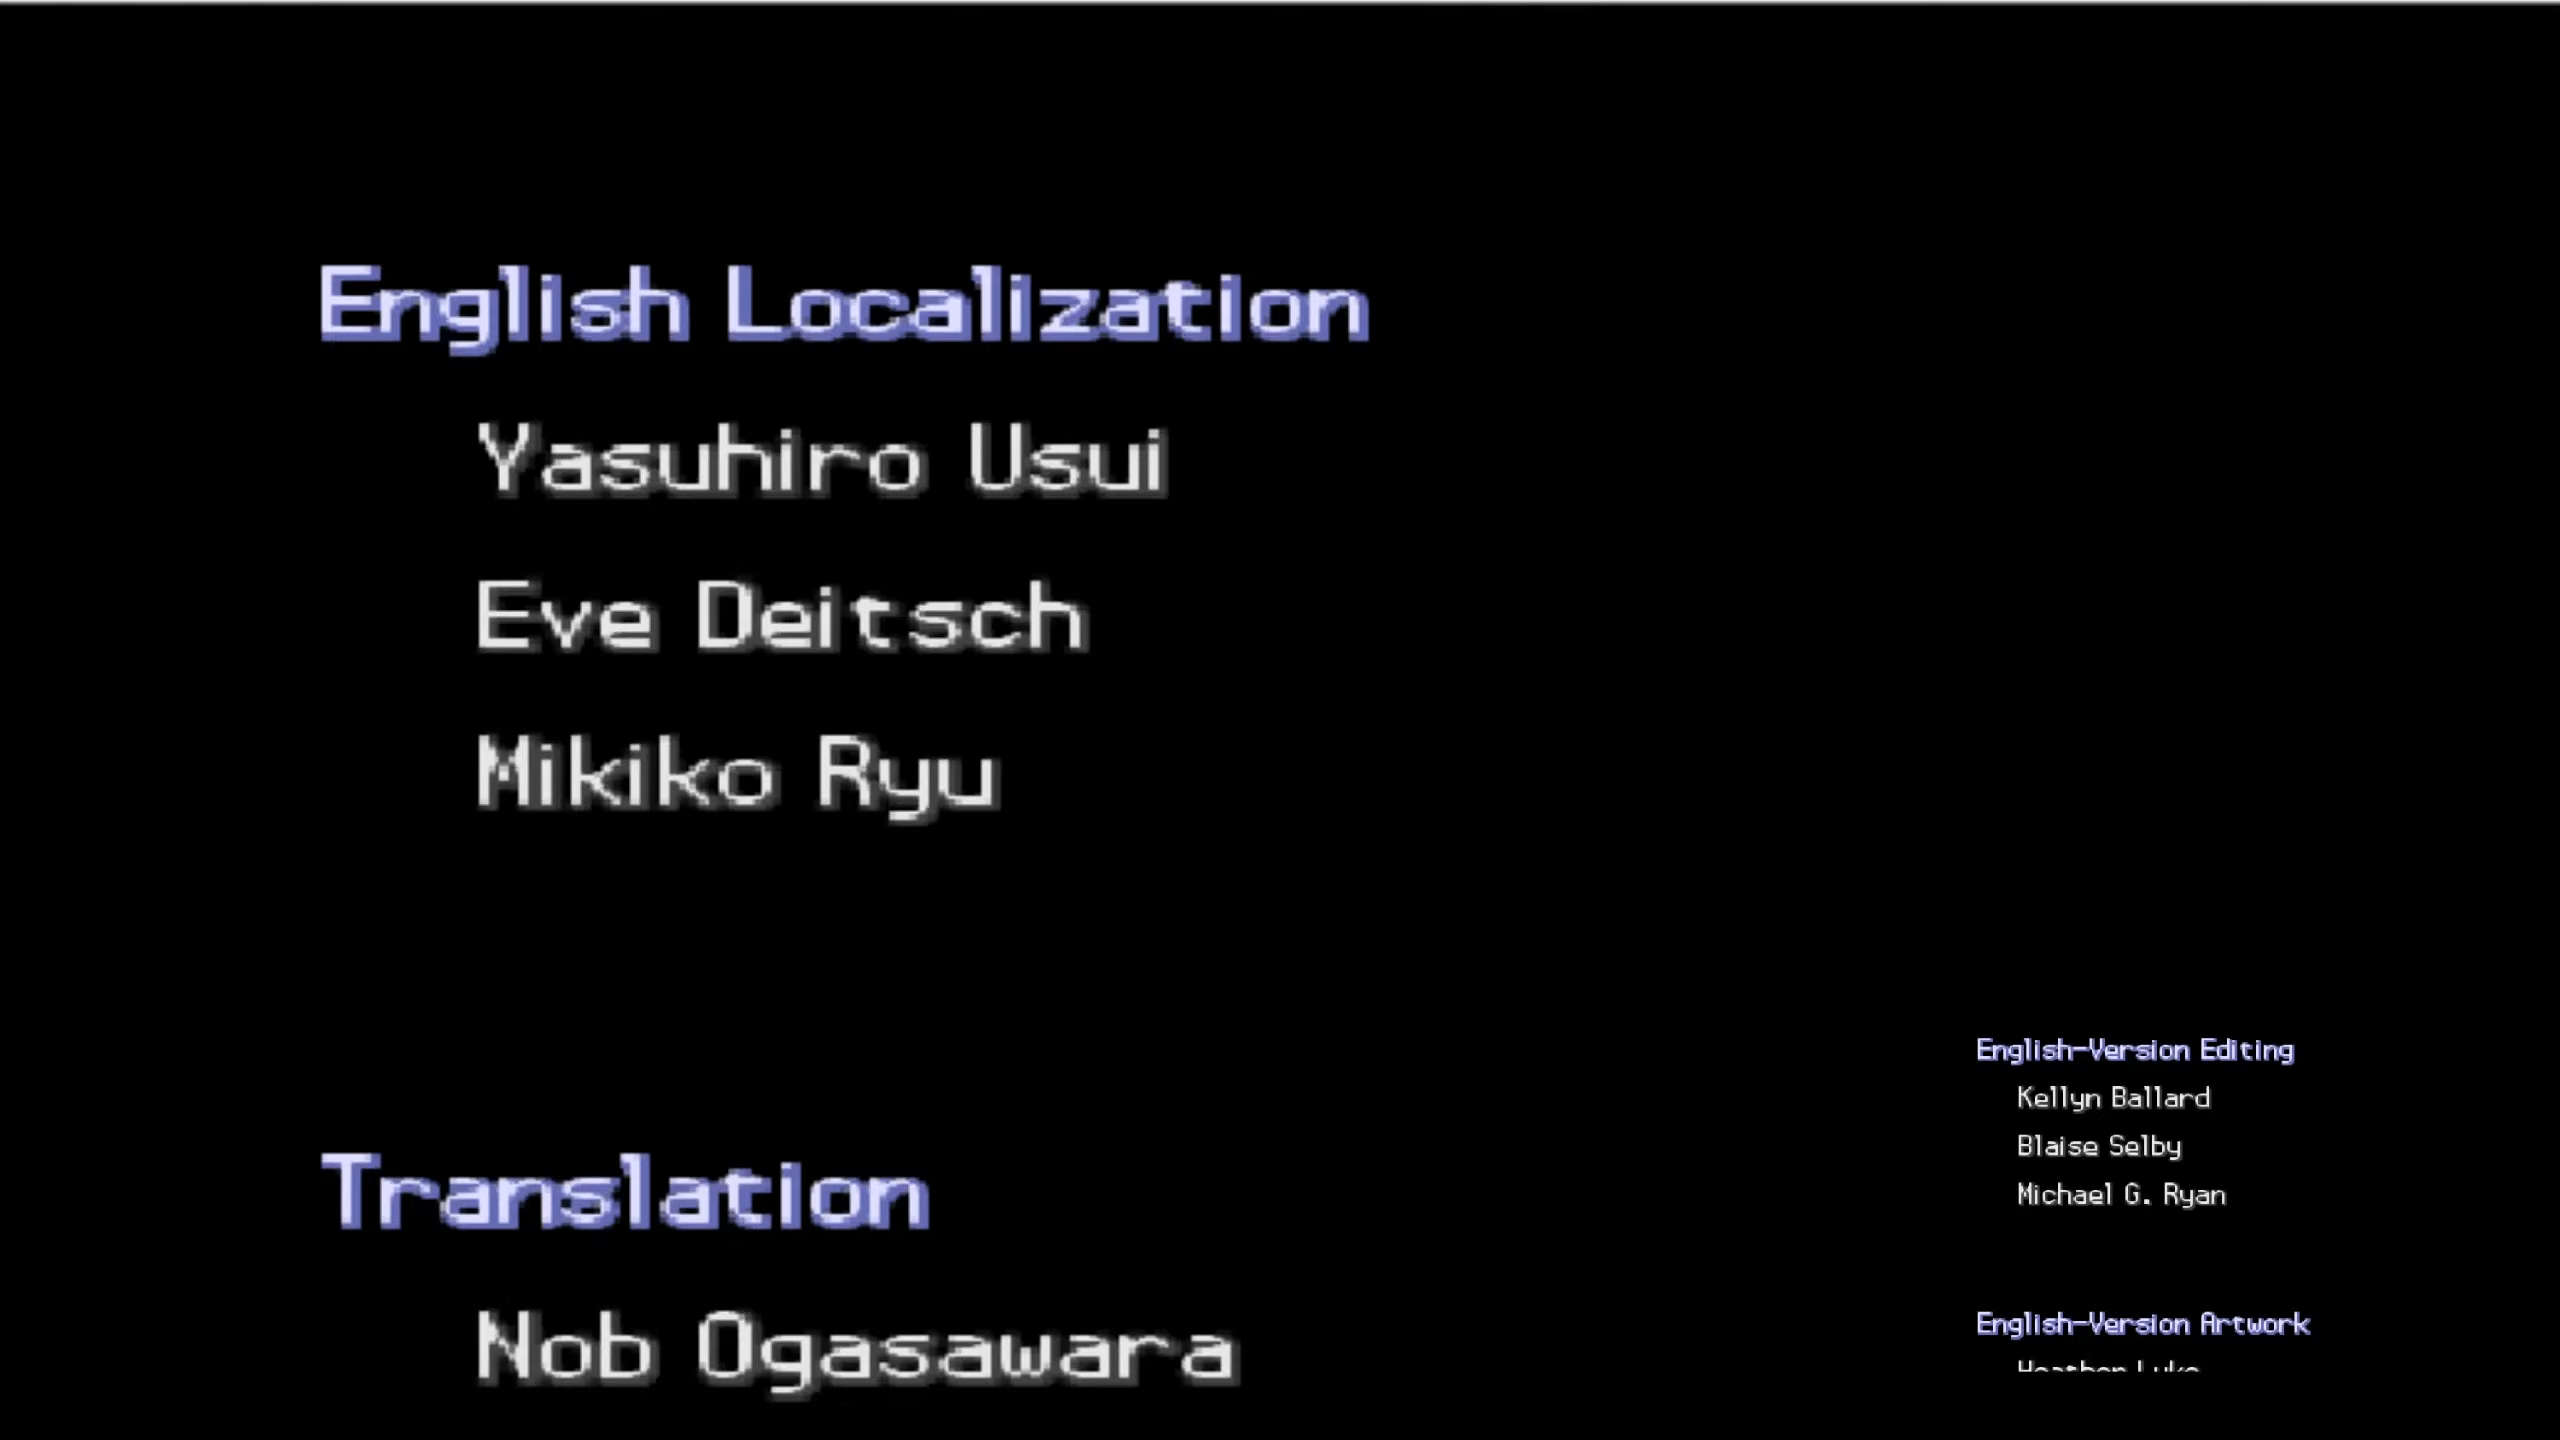 English Localization
Yasuhiro Usui
Eve Deitsch
Mikiko Ryu
Translation
Nob Ogasawara
English-Version Editing
Kellyn Ballard
Blaise Selby
Michael G. Ryan
English-Version Artwork